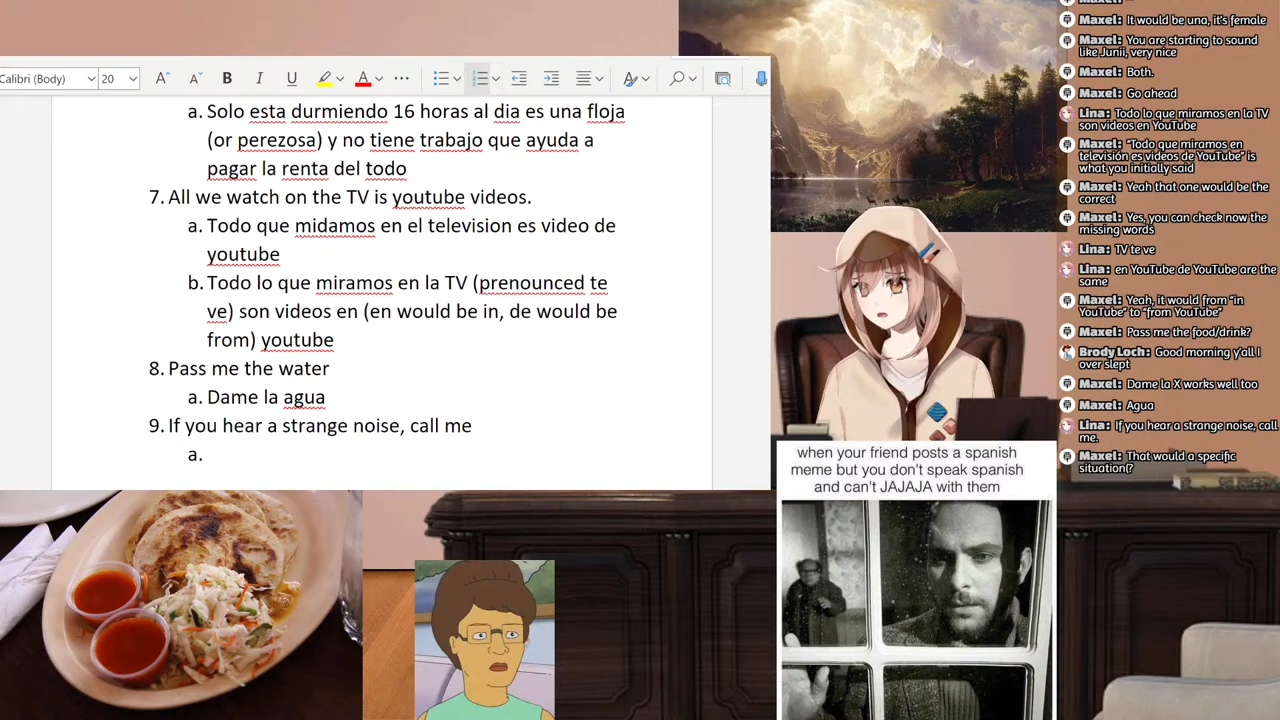 Calibri (Body)
20
a. Solo esta durmiendo 16 horas al dia es una floja
(or perezosa) y no tiene trabajo que ayuda a
pagar la renta del todo
7. All we watch on the TV is youtube videos.
a. Todo que midamos en el television es video de
youtube
b. Todo lo que miramos en la TV (prenounced te
ve) son videos en (en would be in, de would be
from) youtube
8. Pass me the water
a. Dame la agua
9. If you hear a strange noise, call me
a.
Maxel: It would be una, it's female
Maxel: You are starting to sound
like Junii, very nice
Maxel: Both.
Maxel: Go ahead
Lina: Todo lo que miramos en la TV
son videos en YouTube
Maxel: "Todo que miramos en
televisión es videos de YouTube" is
what you initially said
Maxel: Yeah that one would be the
correct
Maxel: Yes, you can check now the
missing words
Lina: TV te ve
Lina: en YouTube de YouTube are the
same
Maxel: Yeah, it would from "in
YouTube" to "from YouTube"
Maxel: Pass me the food/drink?
Brody Loch: Good morning y'all I
over slept
Maxel: Dame la X works well too
Maxel: Agua
Lina: If you hear a strange noise, call
me.
Maxel: That would a specific
situation(?
when your friend posts a spanish
meme but you don't speak spanish
and can't JAJAJA with them